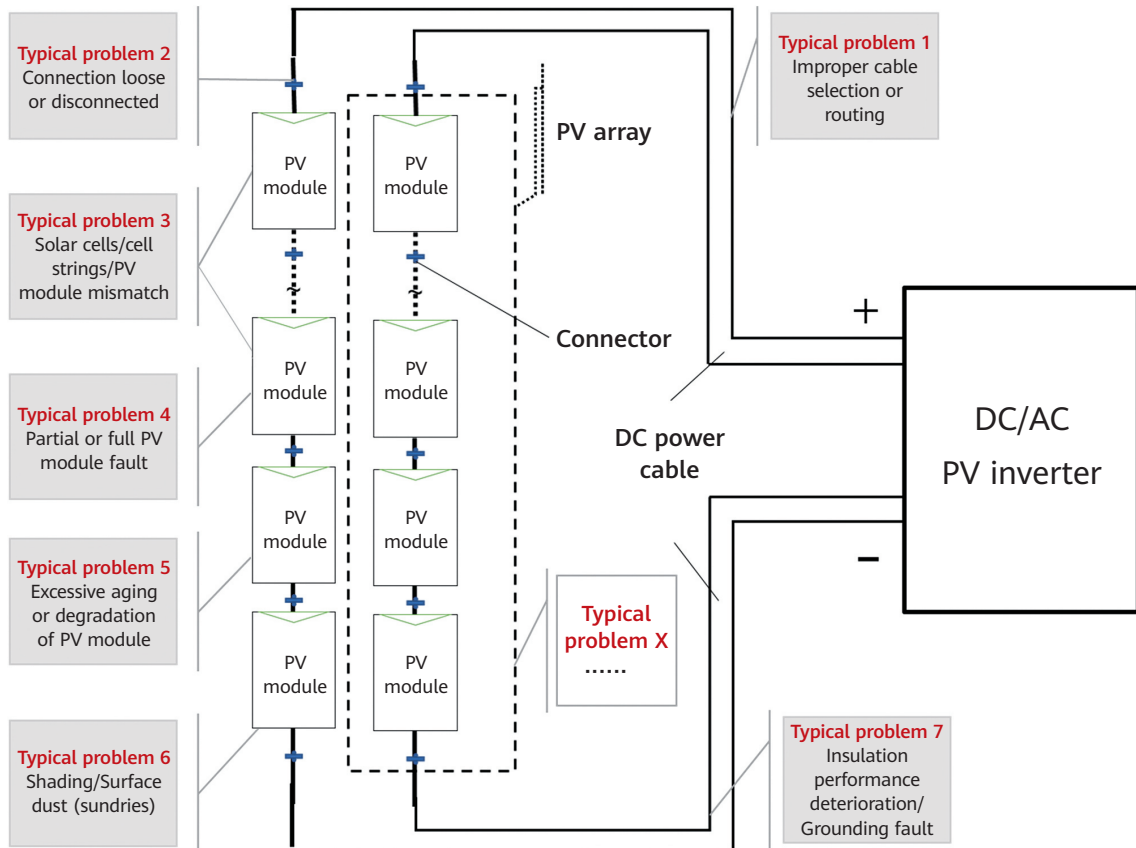 Typical problem 2
Connection loose
or disconnected
Typical problem 3
Solar cells/cell
strings/PV
module mismatch
Typical problem 4
Partial or full PV
module fault
Typical problem 5
Excessive aging
or degradation
of PV module
Typical problem 6
Shading/Surface
dust (sundries)
PV
module
PV
module
PV
module
PV
module
PV
module
PV
module
PV
module
PV
module
~
~
PV array
Connector
DC power
cable
Typical
problem X
......
Typical problem 1
Improper cable
selection or
routing
+
DC/AC
PV inverter
-
Typical problem 7
Insulation
performance
deterioration/
Grounding fault